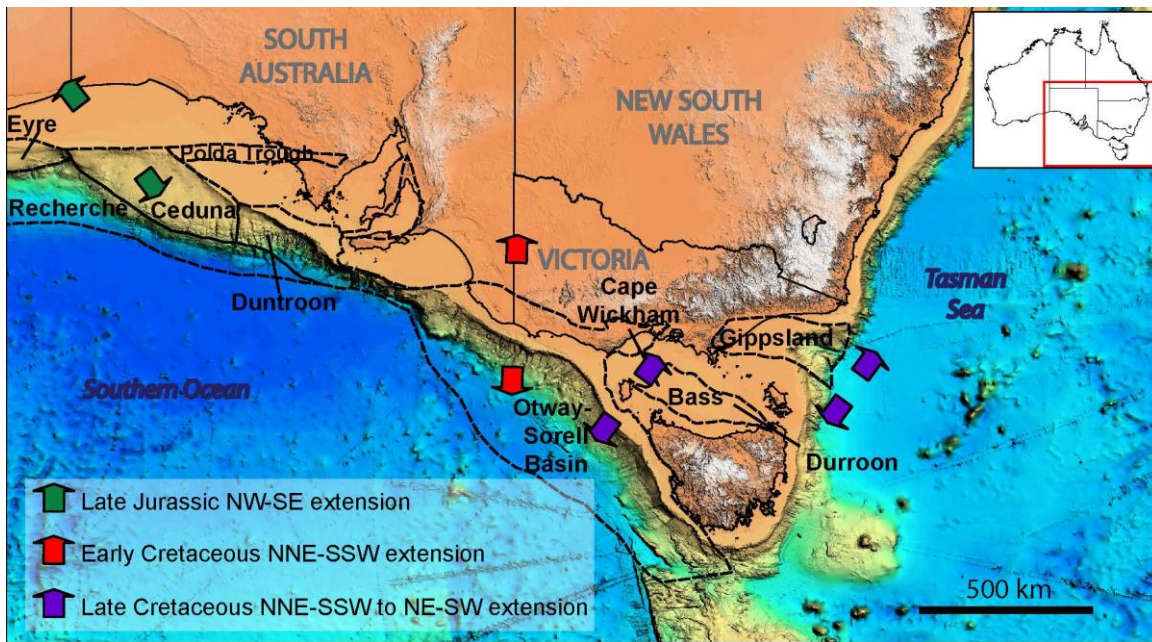 SOUTH
AUSTRALIA
NEW SOUTH
WALES
Eyre
Polda Trough
Recherche
Ceduna
VICTORIA
Cape
Wickham
Tasman
Sea
Duntroon
Gippsland
Southern Ocean
Otway-
Sorell
Basin
Bass
Durroon
Late Jurassic NW-SE extension
Early Cretaceous NNE-SSW extension
Late Cretaceous NNE-SSW to NE-SW extension
500 km